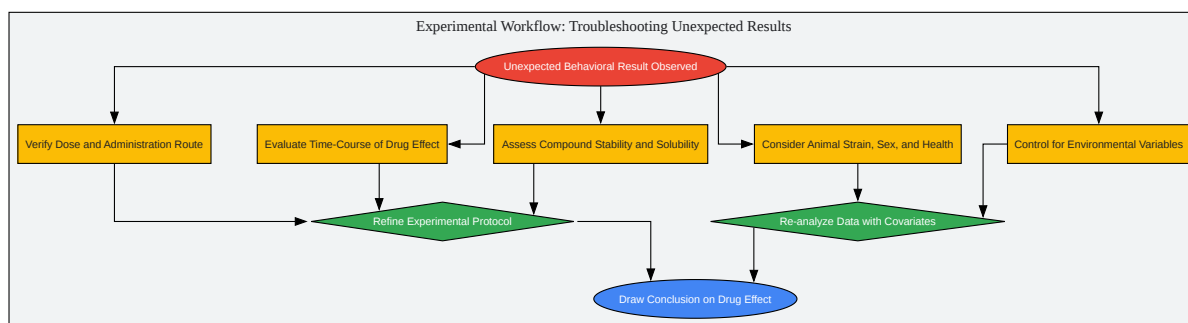 Experimental Workflow: Troubleshooting Unexpected Results
Unexpected Behavioral Result Observed
Verify Dose and Administration Route
Evaluate Time-Course of Drug Effect
Assess Compound Stability and Solubility
Consider Animal Strain, Sex, and Health
Control for Environmental Variables
Refine Experimental Protocol
Re-analyze Data with Covariates
Draw Conclusion on Drug Effect